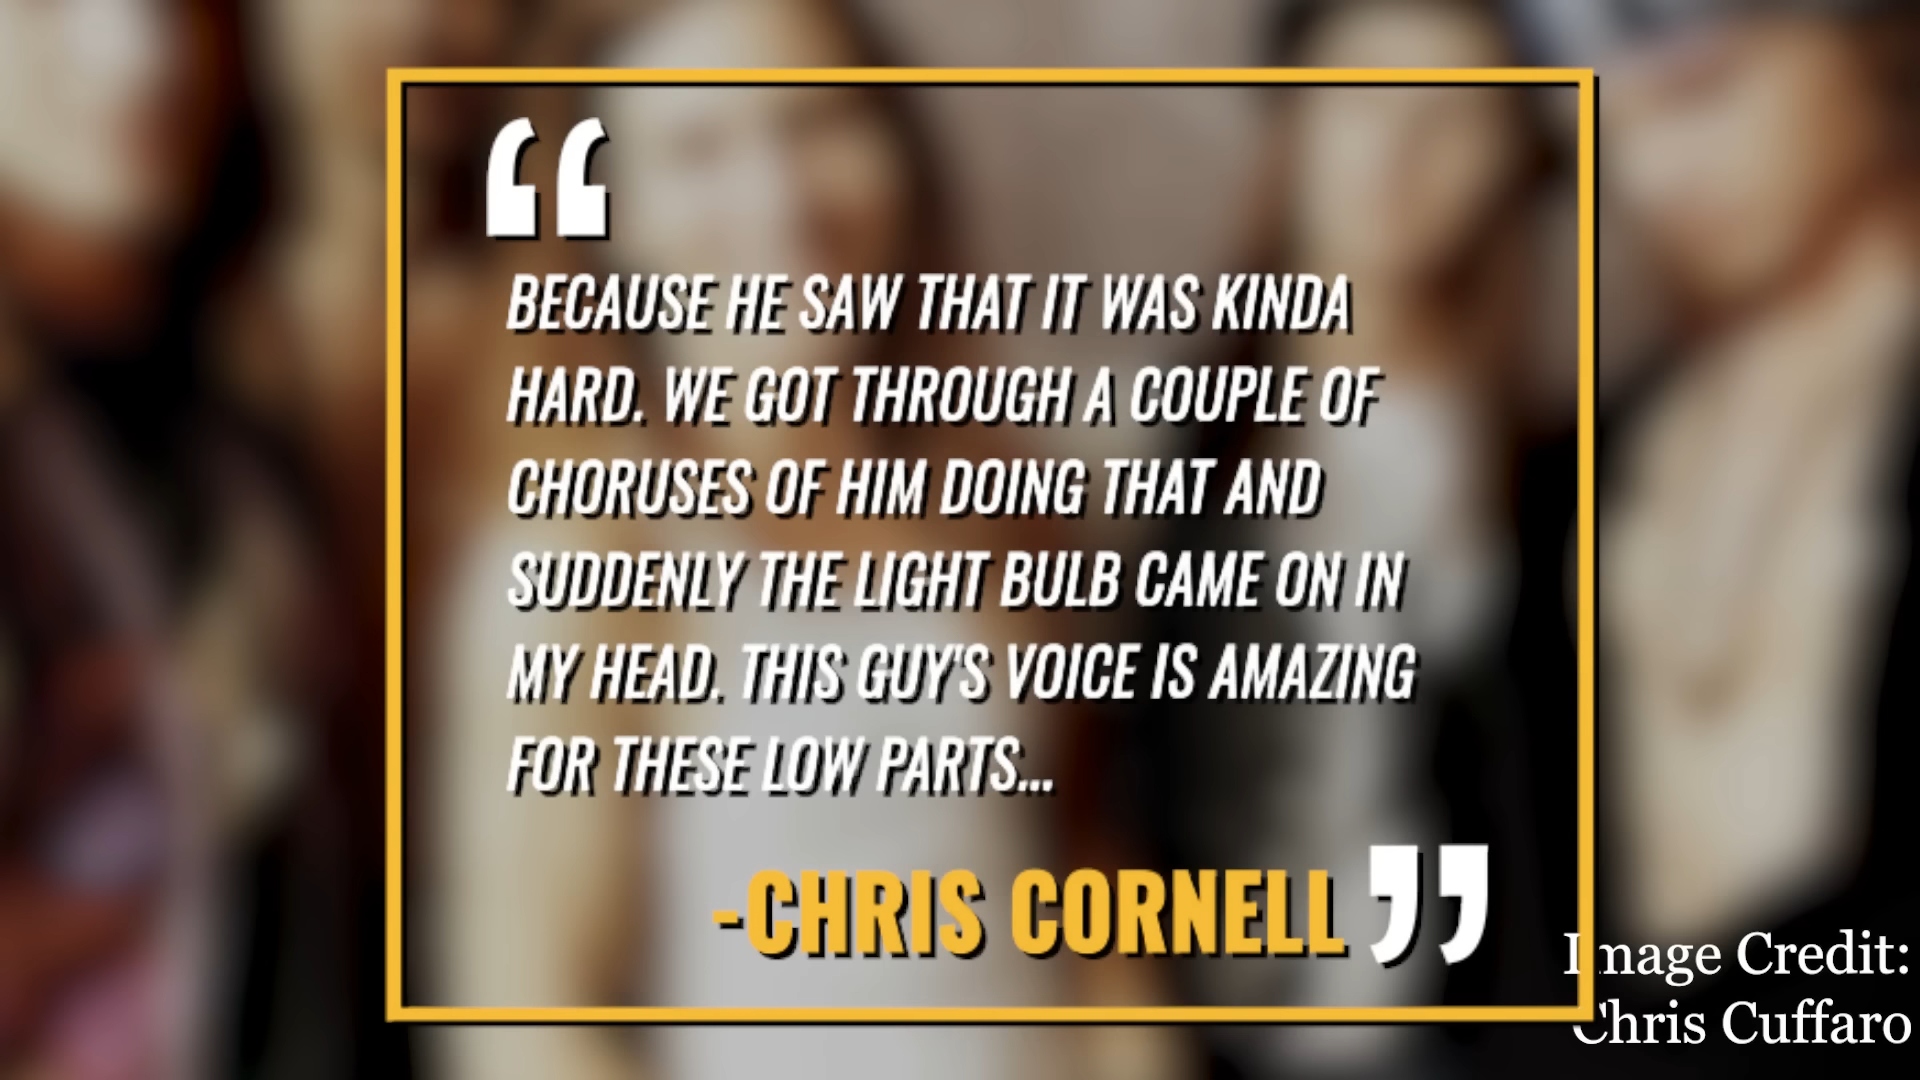 “
BECAUSE HE SAW THAT IT WAS KINDA
HARD. WE GOT THROUGH A COUPLE OF
CHORUSES OF HIM DOING THAT AND
SUDDENLY THE LIGHT BULB CAME ON IN
MY HEAD. THIS GUY'S VOICE IS AMAZING
FOR THESE LOW PARTS...
-CHRIS CORNELL ”
Image Credit:
Chris Cuffaro